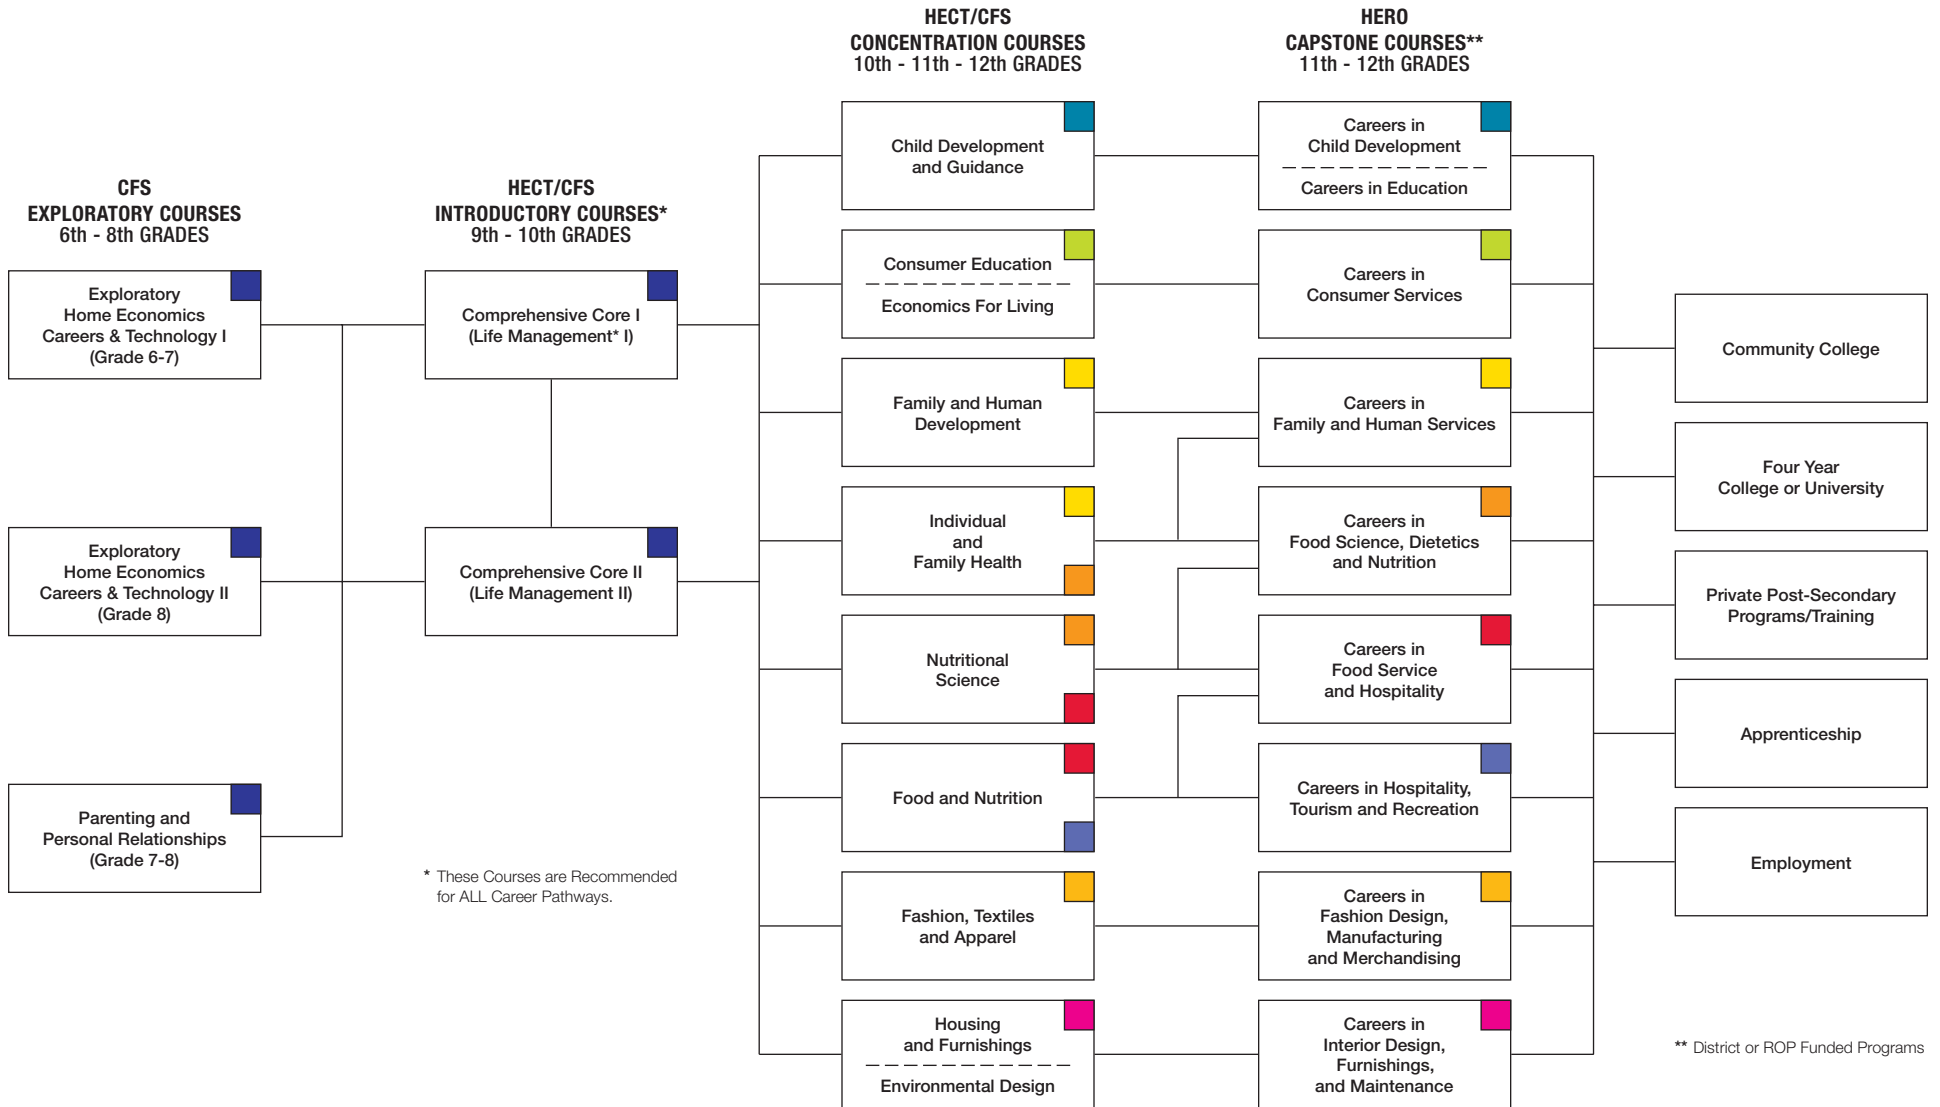 CFS
EXPLORATORY COURSES
6th - 8th GRADES
Exploratory
Home Economics
Careers & Technology I
(Grade 6-7)
Exploratory
Home Economics
Careers & Technology II
(Grade 8)
Parenting and
Personal Relationships
(Grade 7-8)
HECT/CFS
INTRODUCTORY COURSES*
9th - 10th GRADES
Comprehensive Core I
(Life Management* I)
Comprehensive Core II
(Life Management II)
* These Courses are Recommended
for ALL Career Pathways.
HECT/CFS
CONCENTRATION COURSES
10th - 11th - 12th GRADES
Child Development
and Guidance
Consumer Education
Economics For Living
Family and Human
Development
Individual
and
Family Health
Nutritional
Science
Food and Nutrition
Fashion, Textiles
and Apparel
Housing
and Furnishings
Environmental Design
HERO
CAPSTONE COURSES**
11th - 12th GRADES
Careers in
Child Development
Careers in Education
Careers in
Consumer Services
Careers in
Family and Human Services
Careers in
Food Science, Dietetics
and Nutrition
Careers in
Food Service
and Hospitality
Careers in Hospitality,
Tourism and Recreation
Careers in
Fashion Design,
Manufacturing
and Merchandising
Careers in
Interior Design,
Furnishings,
and Maintenance
Community College
Four Year
College or University
Private Post-Secondary
Programs/Training
Apprenticeship
Employment
** District or ROP Funded Programs